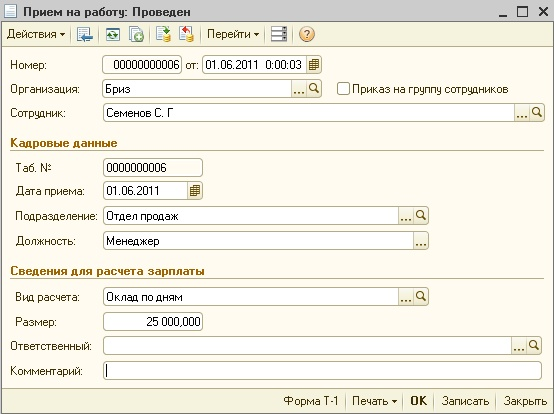 Прием на работу: Проведен
Действия Перейти
Номер: 00000000006 от: 01.06.2011 0:00:03
Организация: Бриз Приказ на группу сотрудников
Сотрудник: Семенов С. Г
Кадровые данные
Таб. № 0000000006
Дата приема: 01.06.2011
Подразделение: Отдел продаж
Должность: Менеджер
Сведения для расчета зарплаты
Вид расчета: Оклад по дням
Размер: 25 000,000
Ответственный:
Комментарий:
Форма Т-1 Печать OK Записать Закрыть